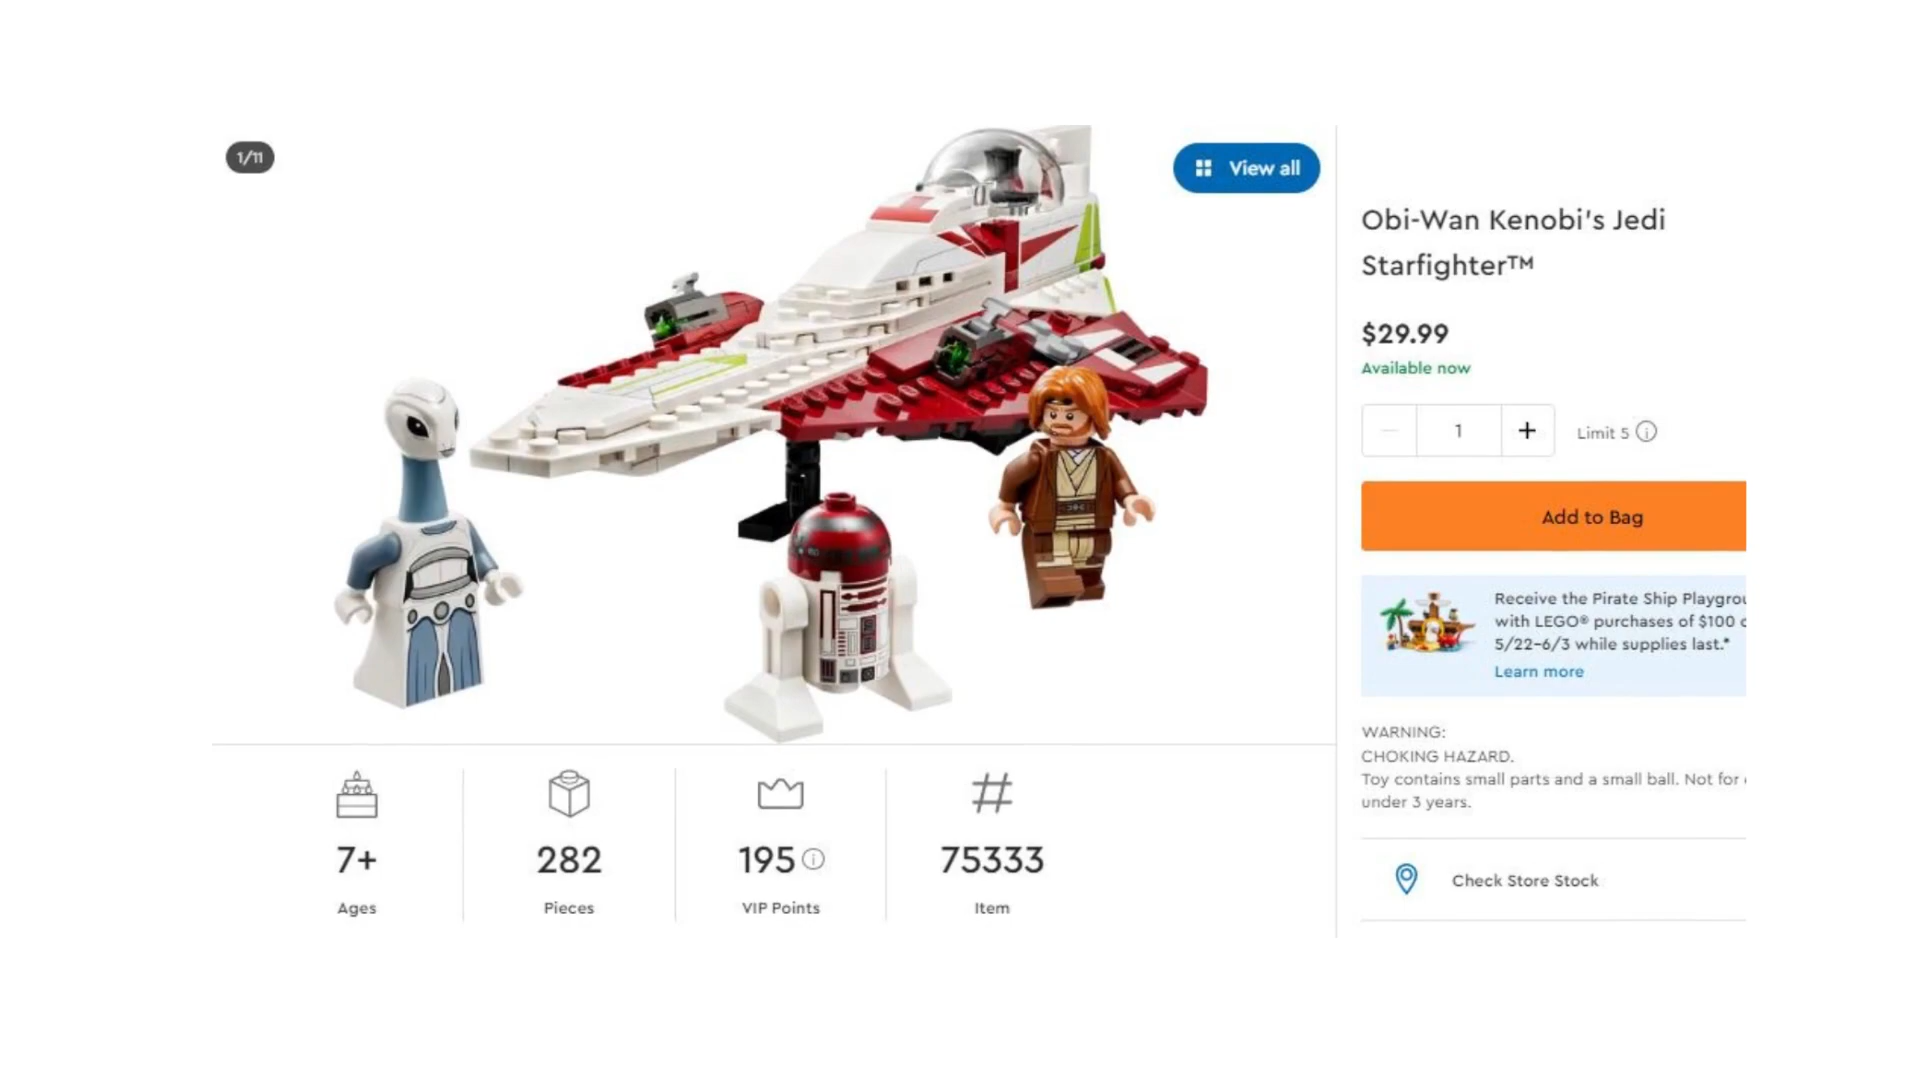 1/11
View all
Obi-Wan Kenobi's Jedi
Starfighter™
$29.99
Available now
1
Limit 5
Add to Bag
Receive the Pirate Ship
with LEGO® purchases of $100
5/22-6/3 while supplies last.*
Learn more
WARNING:
CHOKING HAZARD.
Toy contains small parts and a small ball. Not for
under 3 years.
Check Store Stock
7+
Ages
282
Pieces
195
VIP Points
75333
Item